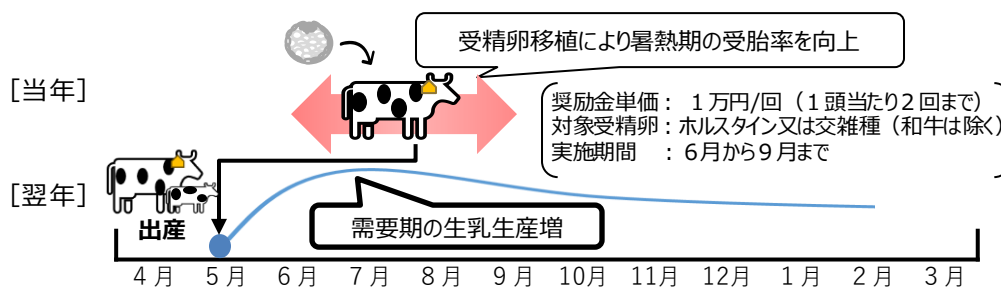 受精卵移植により暑熱期の受胎率を向上
[当年]
奨励金単価： １万円/回（１頭当たり２回まで）
対象受精卵：ホルスタイン又は交雑種（和牛は除く）
実施期間　：６月から９月まで
[翌年]
出産
需要期の生乳生産増
４月 ５月 ６月 ７月 ８月 ９月 10月 11月 12月 １月 ２月 ３月